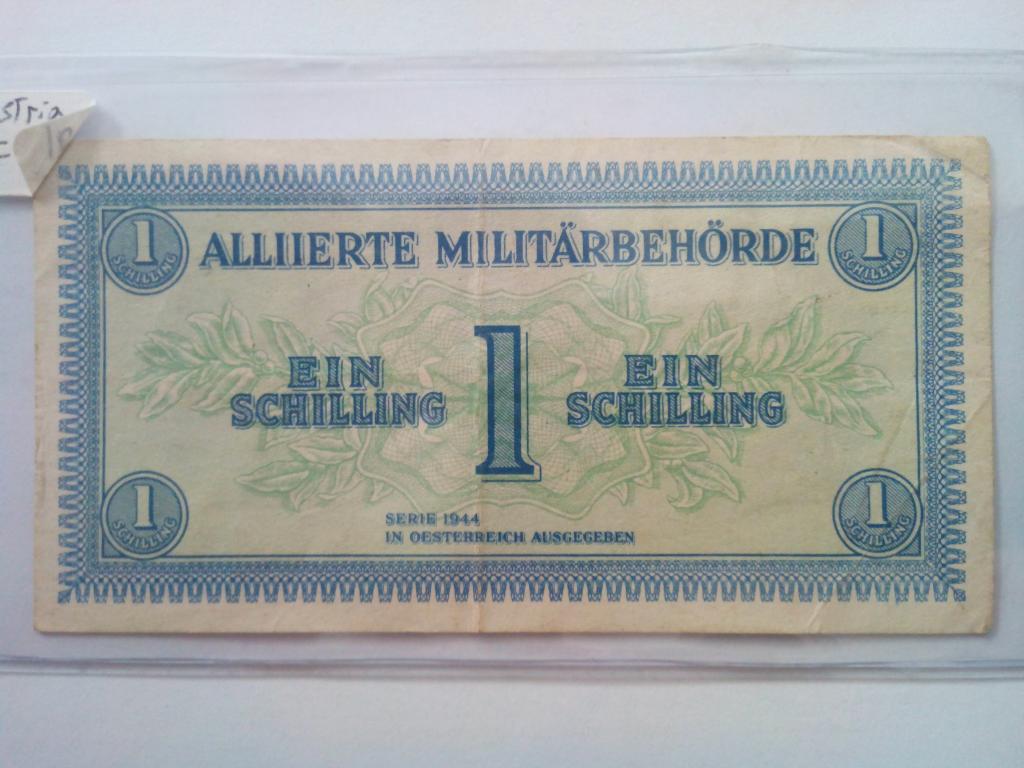 1 SCHILLING
ALLIIERTE MILITÄRBEHÖRDE
1 SCHILLING
EIN SCHILLING
1
EIN SCHILLING
1 SCHILLING
SERIE 1944
IN OESTERREICH AUSGEGEBEN
1 SCHILLING